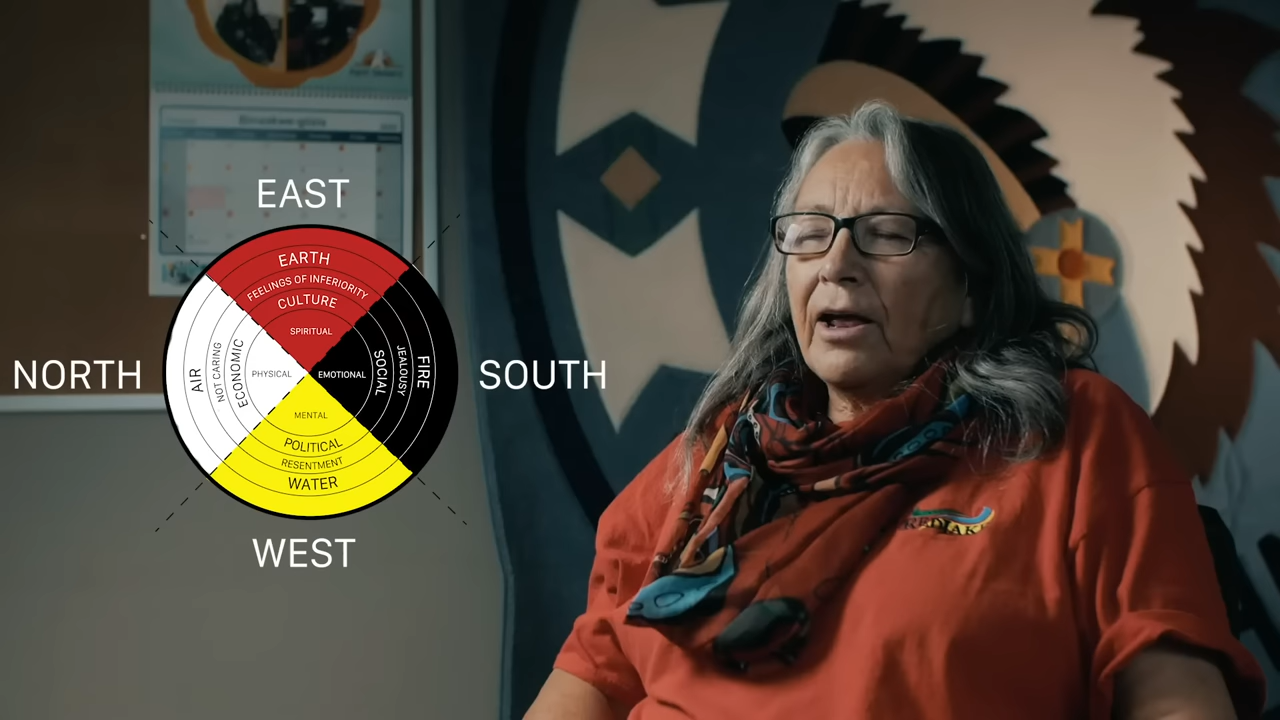 EAST
EARTH
FEELINGS OF INFERIORITY
CULTURE
SPIRITUAL
NORTH
AIR
NOT CARING
ECONOMIC
PHYSICAL
EMOTIONAL
SOCIAL
JEALOUSY
FIRE
SOUTH
MENTAL
POLITICAL
RESENTMENT
WATER
WEST